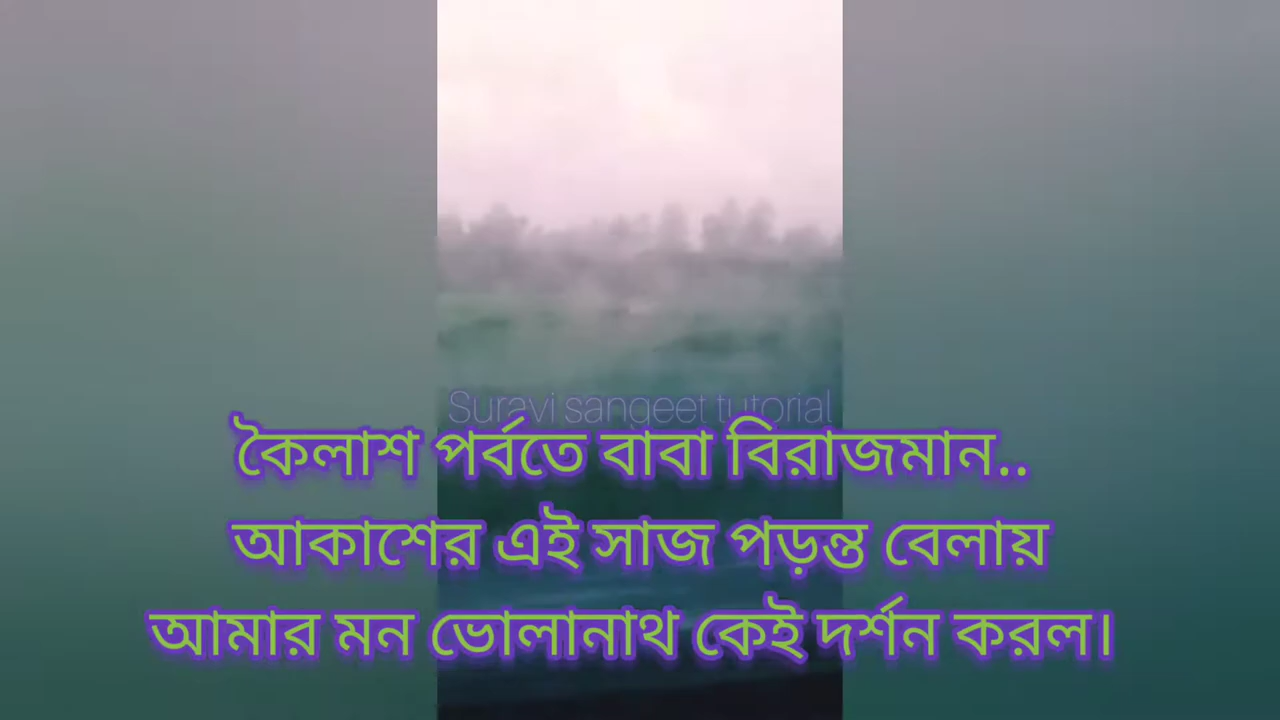 Suravi sangeet tutorial
কৈলাশ পর্বতে বাবা বিরাজমান..
আকাশের এই সাজ পড়ন্ত বেলায়
আমার মন ভোলানাথ কেই দর্শন করল।